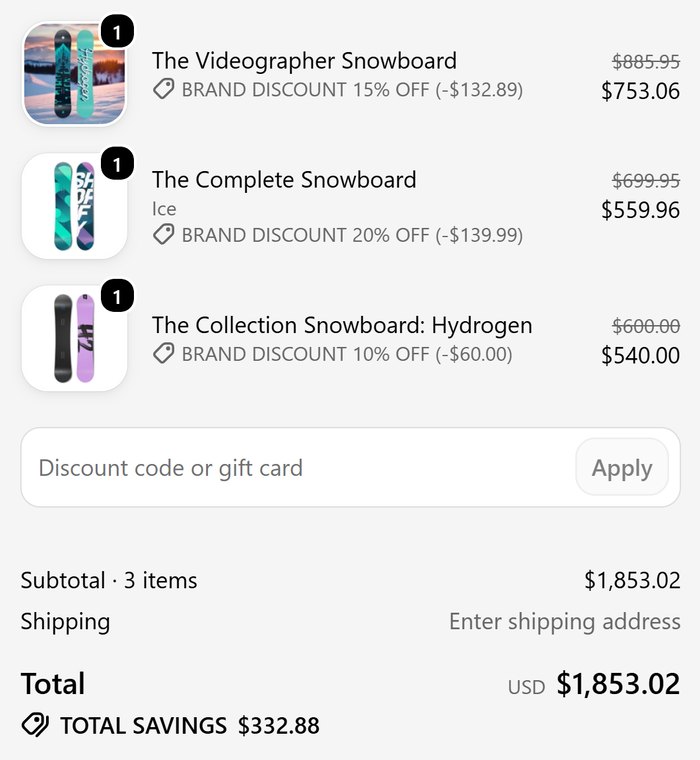 1
The Videographer Snowboard
$885.95
BRAND DISCOUNT 15% OFF (-$132.89)
$753.06
1
The Complete Snowboard
$699.95
Ice
$559.96
BRAND DISCOUNT 20% OFF (-$139.99)
1
The Collection Snowboard: Hydrogen
$600.00
BRAND DISCOUNT 10% OFF (-$60.00)
$540.00
Discount code or gift card
Apply
Subtotal · 3 items
$1,853.02
Shipping
Enter shipping address
Total
USD $1,853.02
TOTAL SAVINGS $332.88